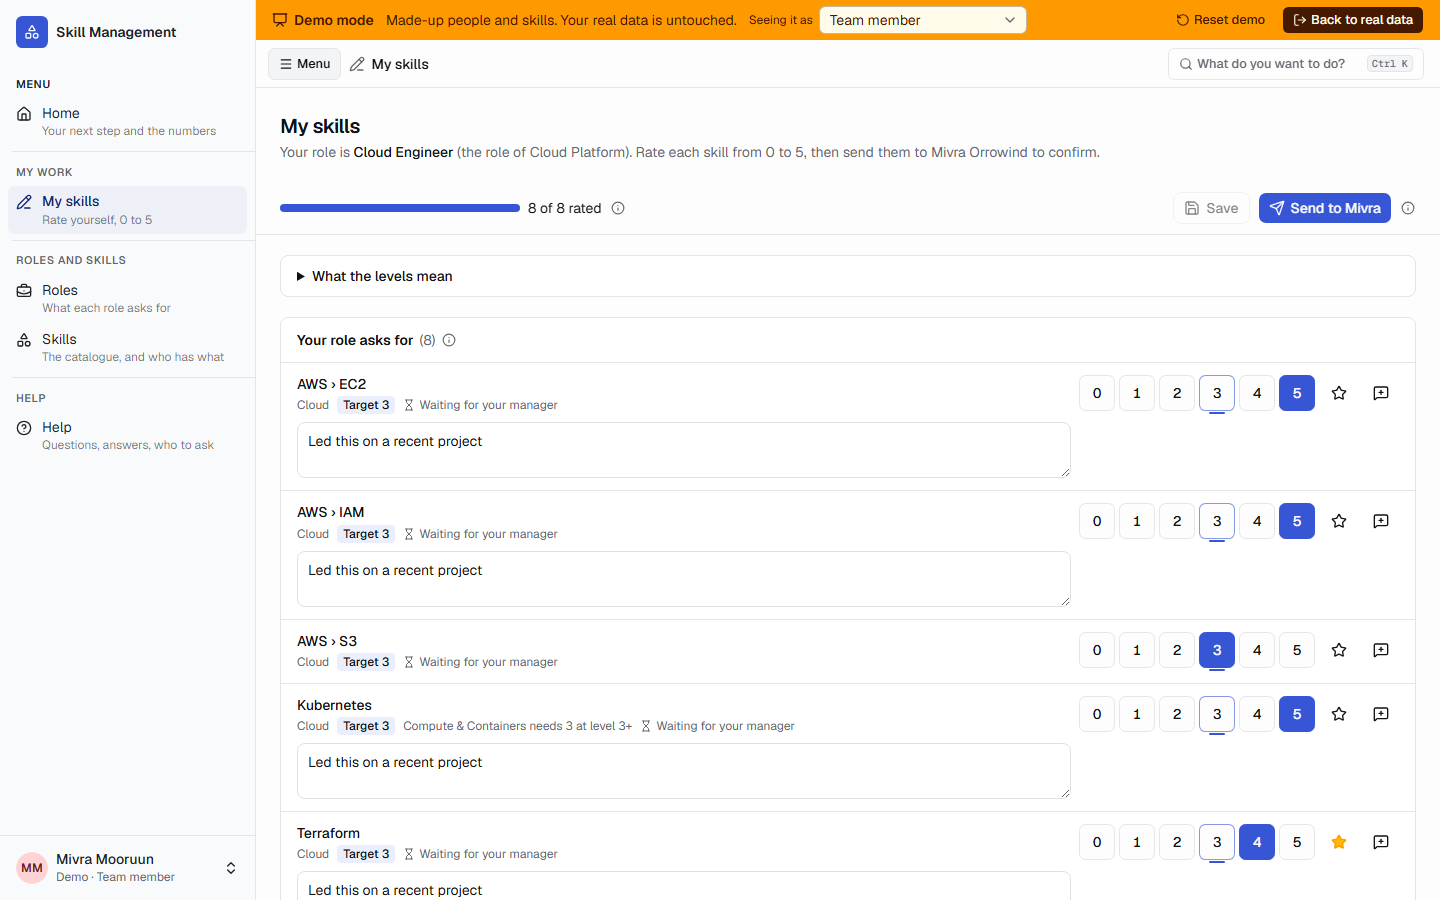 Skill Management
MENU
Home
Your next step and the numbers
MY WORK
My skills
Rate yourself, 0 to 5
ROLES AND SKILLS
Roles
What each role asks for
Skills
The catalogue, and who has what
HELP
Help
Questions, answers, who to ask
MM
Mivra Mooruun
Demo · Team member
Demo mode Made-up people and skills. Your real data is untouched. Seeing it as Team member Reset demo Back to real data
Menu My skills What do you want to do? Ctrl K
My skills
Your role is Cloud Engineer (the role of Cloud Platform). Rate each skill from 0 to 5, then send them to Mivra Orrowind to confirm.
8 of 8 rated Save Send to Mivra
What the levels mean
Your role asks for (8)
AWS › EC2
Cloud Target 3 Waiting for your manager
0 1 2 3 4 5
Led this on a recent project
AWS › IAM
Cloud Target 3 Waiting for your manager
0 1 2 3 4 5
Led this on a recent project
AWS › S3
Cloud Target 3 Waiting for your manager
0 1 2 3 4 5
Kubernetes
Cloud Target 3 Compute & Containers needs 3 at level 3+ Waiting for your manager
0 1 2 3 4 5
Led this on a recent project
Terraform
Cloud Target 3 Waiting for your manager
0 1 2 3 4 5
Led this on a recent project